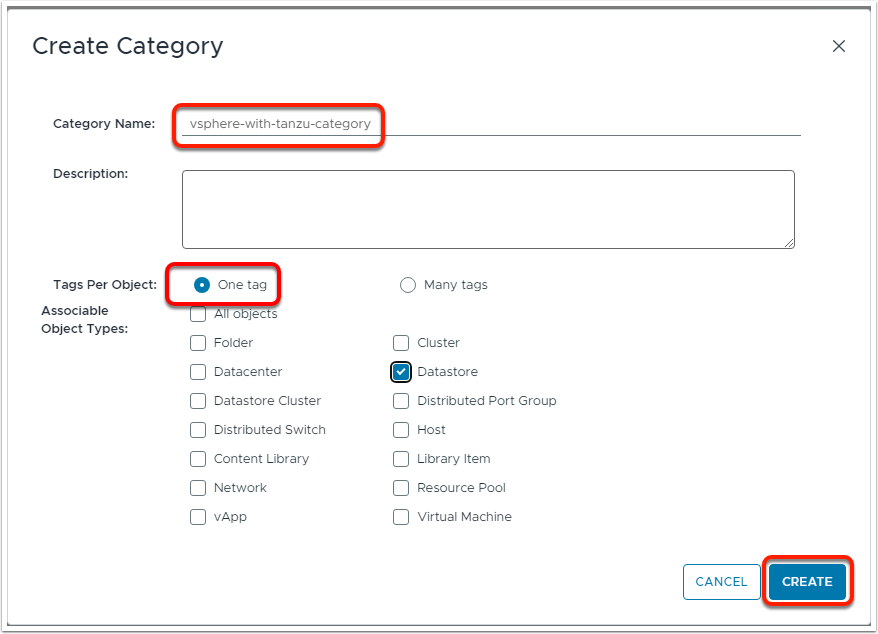 Create Category
Category Name: vsphere-with-tanzu-category
Description:
Tags Per Object: One tag Many tags
Associable
Object Types:
All objects
Folder Cluster
Datacenter Datastore
Datastore Cluster Distributed Port Group
Distributed Switch Host
Content Library Library Item
Network Resource Pool
vApp Virtual Machine
CANCEL CREATE